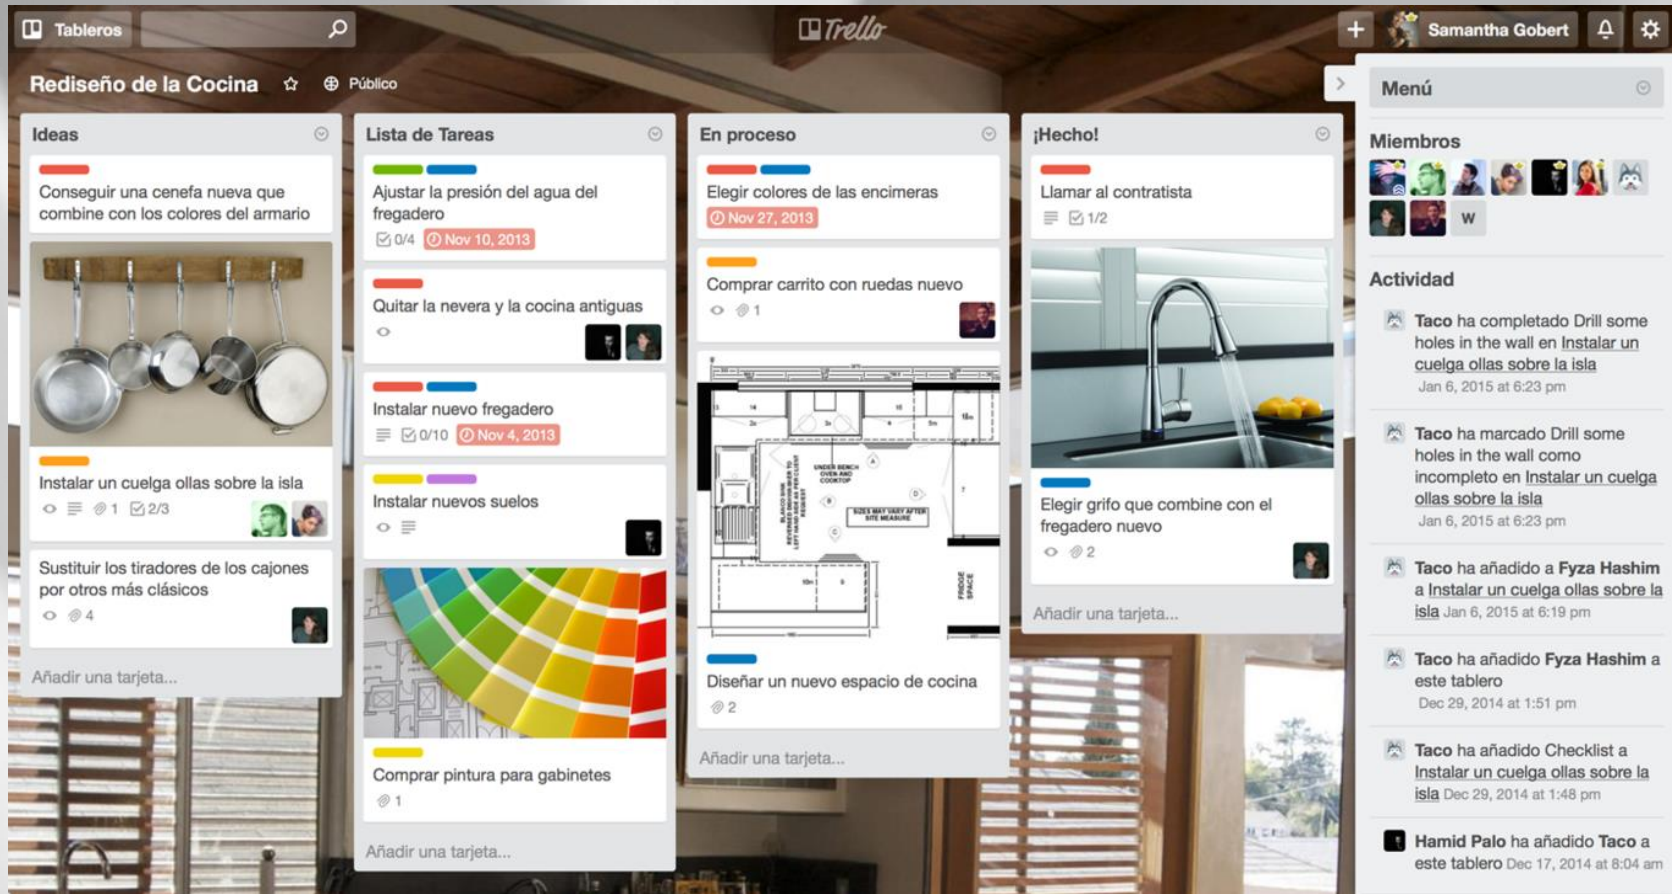 Tableros
Trello
Samantha Gobert
Rediseño de la Cocina
Público
Ideas
Conseguir una cenefa nueva que
combine con los colores del armario
Instalar un cuelga ollas sobre la isla
1 2/3
Sustituir los tiradores de los cajones
por otros más clásicos
4
Añadir una tarjeta...
Lista de Tareas
Ajustar la presión del agua del
fregadero
0/4 Nov 10, 2013
Quitar la nevera y la cocina antiguas
Instalar nuevo fregadero
0/10 Nov 4, 2013
Instalar nuevos suelos
Comprar pintura para gabinetes
1
Añadir una tarjeta...
En proceso
Elegir colores de las encimeras
Nov 27, 2013
Comprar carrito con ruedas nuevo
1
UNDER BENCH
OVEN AND
COOKTOP
SIZES MAY VARY AFTER
SITE MEASURE
FRIDGE
SPACE
Diseñar un nuevo espacio de cocina
2
Añadir una tarjeta...
¡Hecho!
Llamar al contratista
1/2
Elegir grifo que combine con el
fregadero nuevo
2
Añadir una tarjeta...
Menú
Miembros
W
Actividad
Taco ha completado Drill some
holes in the wall en Instalar un
cuelga ollas sobre la isla
Jan 6, 2015 at 6:23 pm
Taco ha marcado Drill some
holes in the wall como
incompleto en Instalar un cuelga
ollas sobre la isla
Jan 6, 2015 at 6:23 pm
Taco ha añadido a Fyza Hashim
a Instalar un cuelga ollas sobre la
isla Jan 6, 2015 at 6:19 pm
Taco ha añadido Fyza Hashim a
este tablero
Dec 29, 2014 at 1:51 pm
Taco ha añadido Checklist a
Instalar un cuelga ollas sobre la
isla Dec 29, 2014 at 1:48 pm
Hamid Palo ha añadido Taco a
este tablero Dec 17, 2014 at 8:04 am